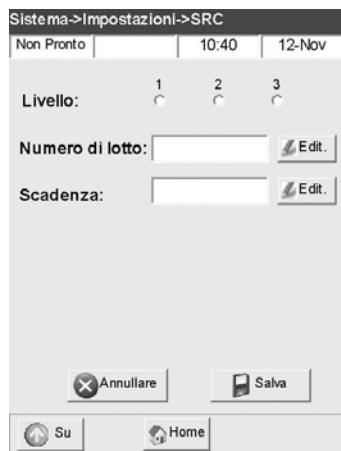 Sistema->Impostazioni->SRC
Non Pronto 10:40 12-Nov
1 2 3
Livello:
Numero di lotto: Edit.
Scadenza: Edit.
Annullare Salva
Su Home